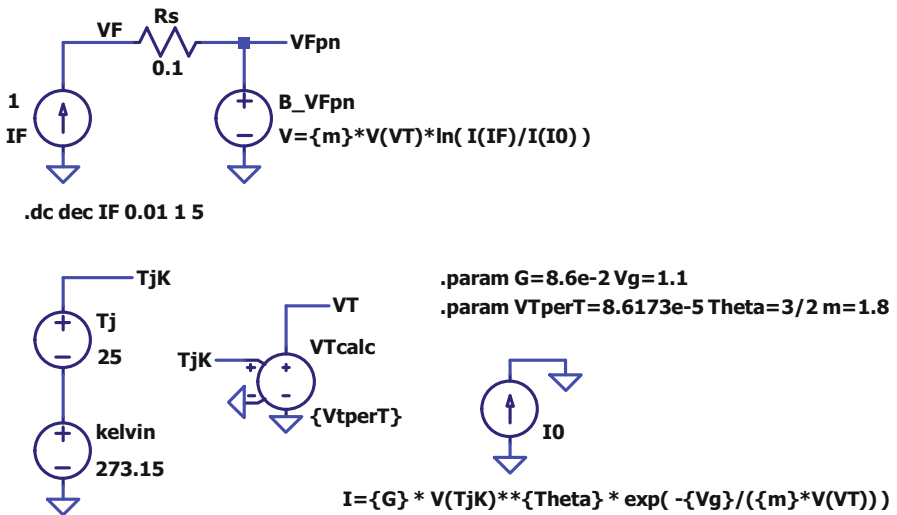 Rs
VF
VFpn
0.1
1
IF
B_VFpn
V={m}*V(VT)*ln( I(IF)/I(I0) )
.dc dec IF 0.01 1 5
TjK
Tj
25
kelvin
273.15
VT
VTcalc
TjK
{VtperT}
.param G=8.6e-2 Vg=1.1
.param VTperT=8.6173e-5 Theta=3/2 m=1.8
I0
I={G} * V(TjK)**{Theta} * exp( -{Vg}/({m}*V(VT)) )